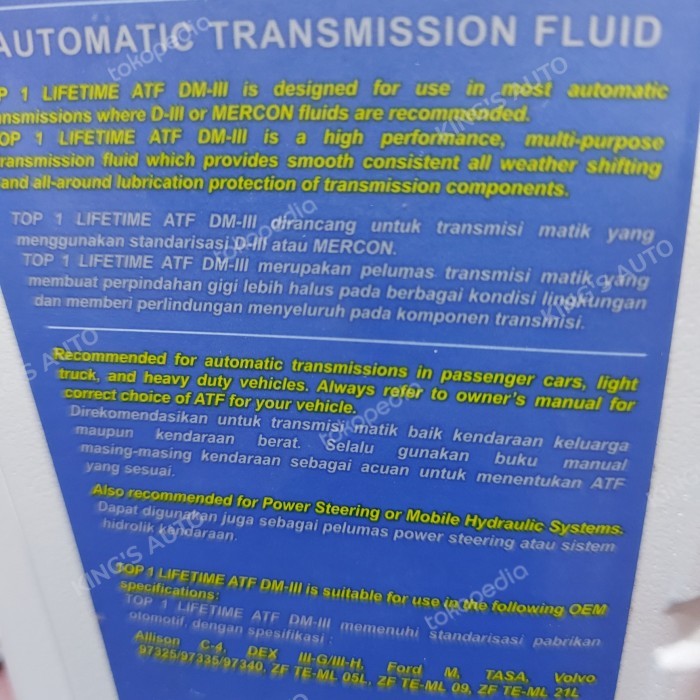 AUTOMATIC TRANSMISSION FLUID
P 1 LIFETIME ATF DM-III is designed for use in most automatic
ansmissions where D-III or MERCON fluids are recommended.
OP 1 LIFETIME ATF DM-III is a high performance, multi-purpose
ransmission fluid which provides smooth consistent all weather shifting
and all-around lubrication protection of transmission components.
TOP 1 LIFETIME ATF DM-III dirancang untuk transmisi matik yang
menggunakan standarisasi D-III atau MERCON.
TOP 1 LIFETIME ATF DM-III merupakan pelumas transmisi matik yang
membuat perpindahan gigi lebih halus pada berbagai kondisi lingkungan
dan memberi perlindungan menyeluruh pada komponen transmisi.
Recommended for automatic transmissions in passenger cars, light
truck, and heavy duty vehicles. Always refer to owner's manual for
correct choice of ATF for your vehicle.
Direkomendasikan untuk transmisi matik baik kendaraan keluarga
maupun kendaraan berat. Selalu gunakan buku manual
masing-masing kendaraan sebagai acuan untuk menentukan ATF
yang sesuai.
Also recommended for Power Steering or Mobile Hydraulic Systems.
Dapat digunakan juga sebagai pelumas power steering atau sistem
hidrolik kendaraan.
TOP 1 LIFETIME ATF DM-III is suitable for use in the following OEM
specifications:
TOP 1 LIFETIME ATF DM-III memenuhi standarisasi pabrikan
otomotif, dengan spesifikasi :
Allison C-4, DEX III-G/III-H, Ford M, TASA, Volvo
97325/97335/97340, ZF TE-ML 05L, ZF TE-ML 09, ZF TE-ML 21L
tokopedia
KING'S AUTO
tokopedia
KING'S AUTO
S AUTO
tokopedia
KING'S AUTO
tokopedia